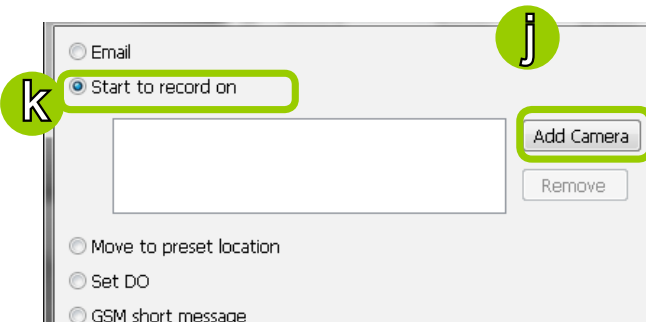 j
Email
k
Start to record on
Add Camera
Remove
Move to preset location
Set DO
GSM short message